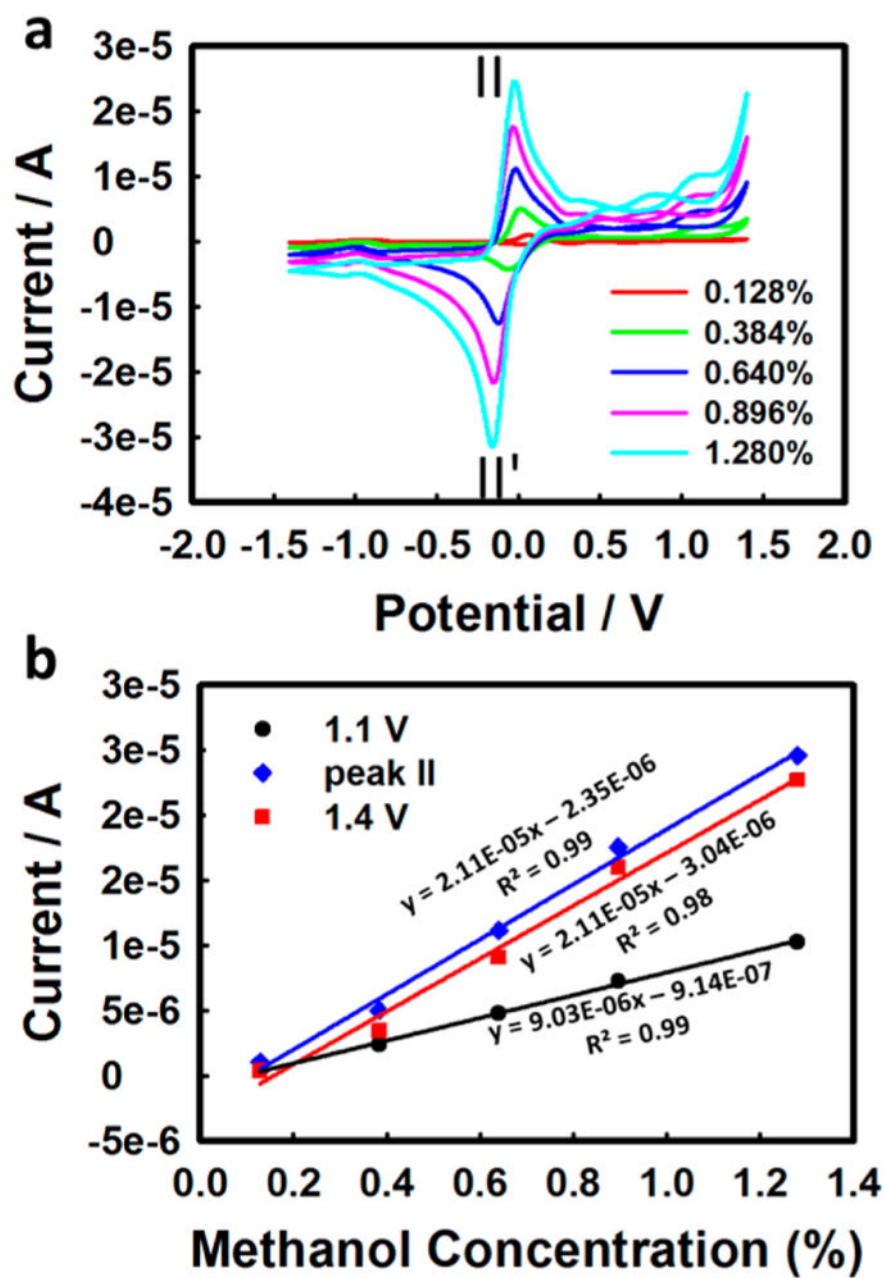 a
3e-5
2e-5
1e-5
0
-1e-5
-2e-5
-3e-5
-4e-5
Current / A
II
II'
0.128%
0.384%
0.640%
0.896%
1.280%
-2.0 -1.5 -1.0 -0.5 0.0 0.5 1.0 1.5 2.0
Potential / V
b
3e-5
3e-5
2e-5
2e-5
1e-5
5e-6
0
-5e-6
Current / A
1.1 V
peak II
1.4 V
y = 2.11E-05x – 2.35E-06
R² = 0.99
y = 2.11E-05x – 3.04E-06
R² = 0.98
y = 9.03E-06x – 9.14E-07
R² = 0.99
0.0 0.2 0.4 0.6 0.8 1.0 1.2 1.4
Methanol Concentration (%)